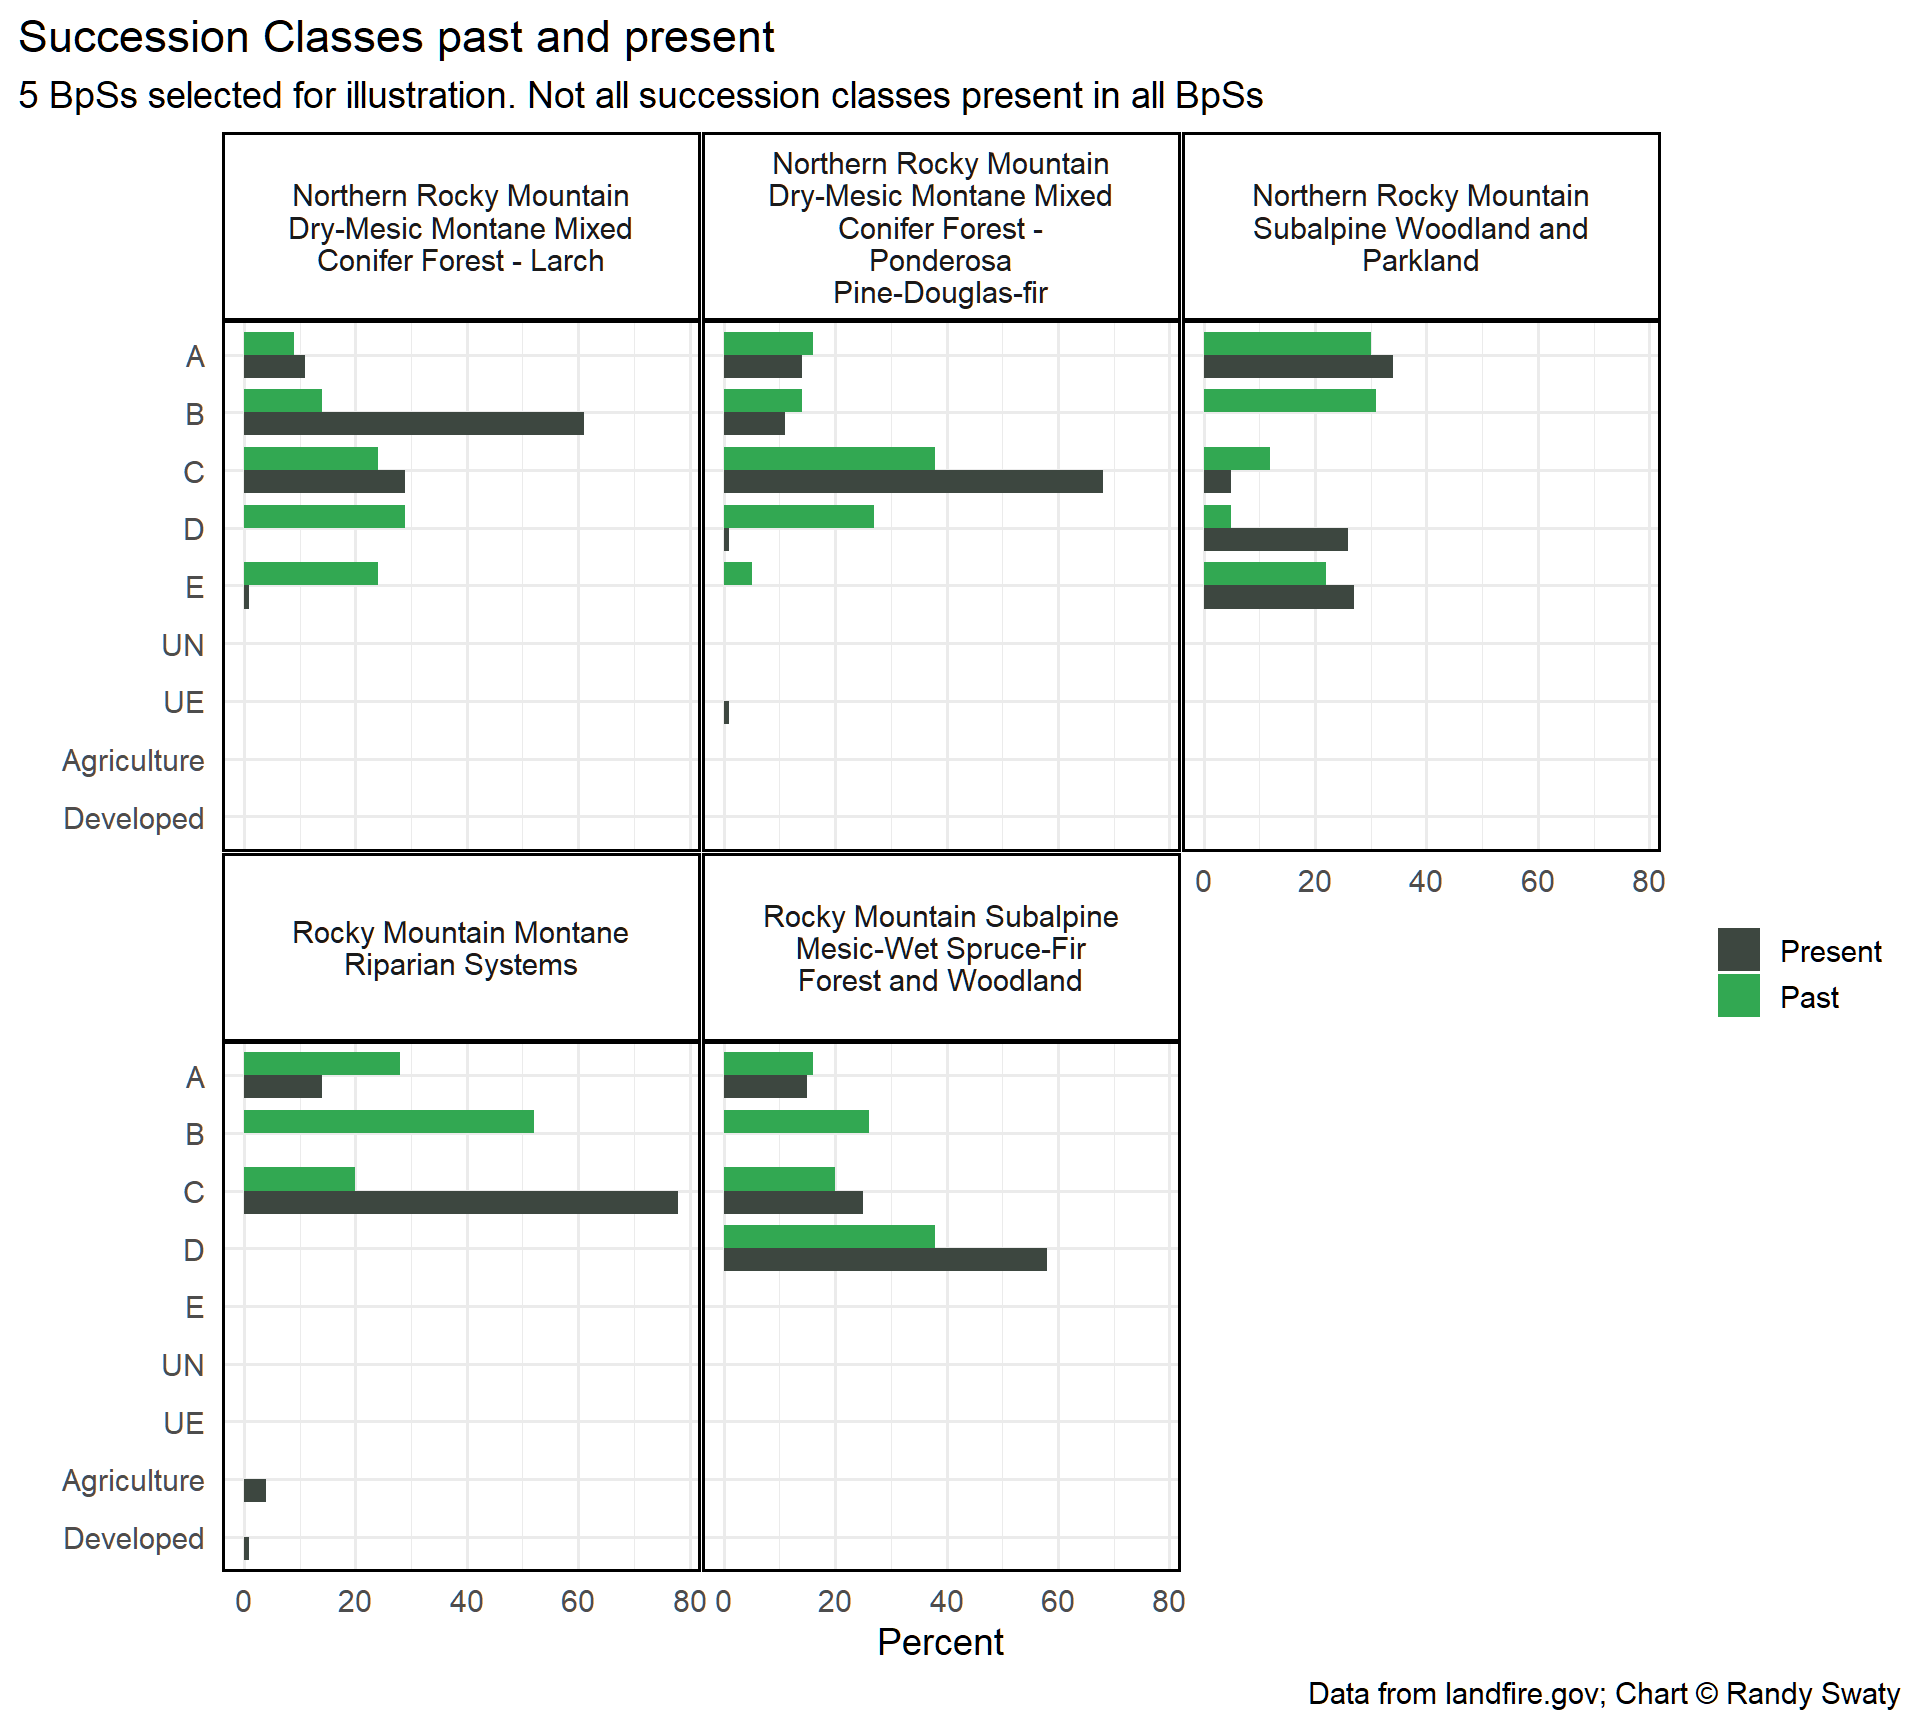 Succession Classes past and present
5 BpSs selected for illustration. Not all succession classes present in all BpSs
Northern Rocky Mountain
Dry-Mesic Montane Mixed
Conifer Forest - Larch
Northern Rocky Mountain
Dry-Mesic Montane Mixed
Conifer Forest -
Ponderosa
Pine-Douglas-fir
Northern Rocky Mountain
Subalpine Woodland and
Parkland
A
B
C
D
E
UN
UE
Agriculture
Developed
0 20 40 60 80
Rocky Mountain Montane
Riparian Systems
Rocky Mountain Subalpine
Mesic-Wet Spruce-Fir
Forest and Woodland
Present
Past
A
B
C
D
E
UN
UE
Agriculture
Developed
0 20 40 60 80 0 20 40 60 80
Percent
Data from landfire.gov; Chart © Randy Swaty